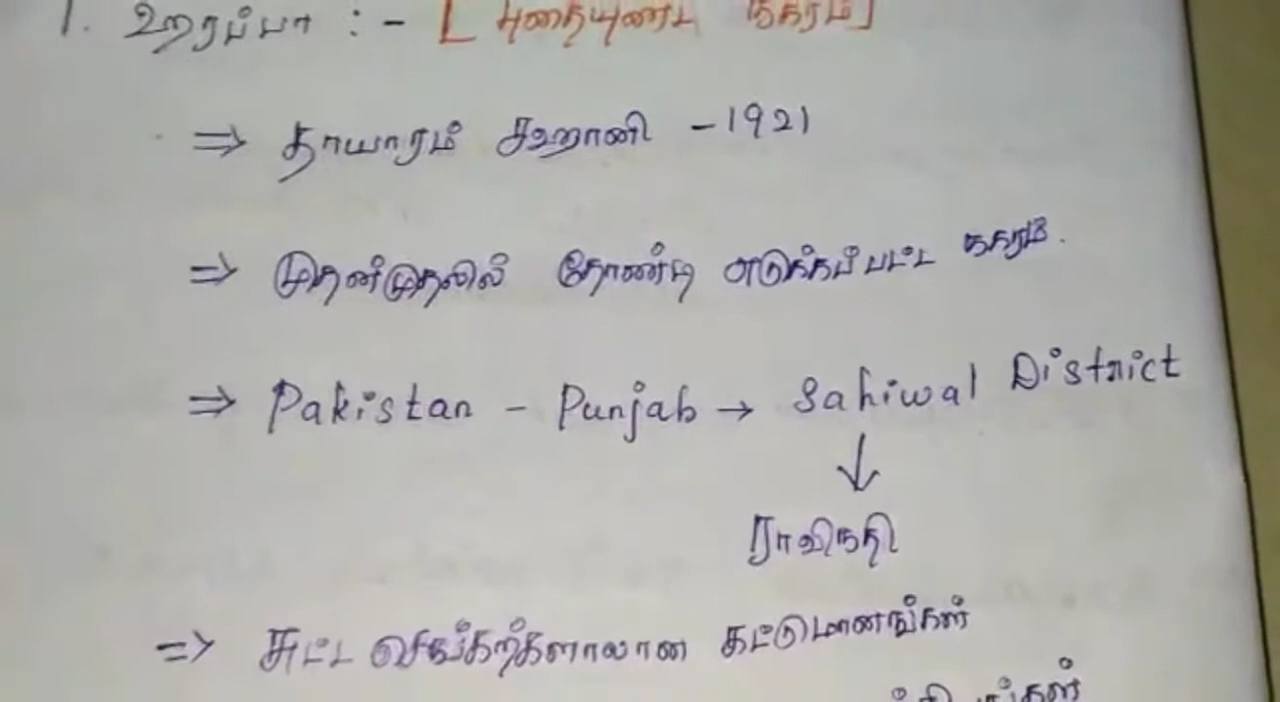 1. ஹரப்பா : - [ புதையுண்ட நகரம் ]
⇒ தயாராம் சஹானி - 1921
⇒ முதன்முதலில் தோண்டி எடுக்கப்பட்ட நகரம்.
⇒ Pakistan - Punjab → Sahiwal District
↓
ராவிநதி
⇒ சுட்ட செங்கற்களாலான கட்டுமானங்கள்